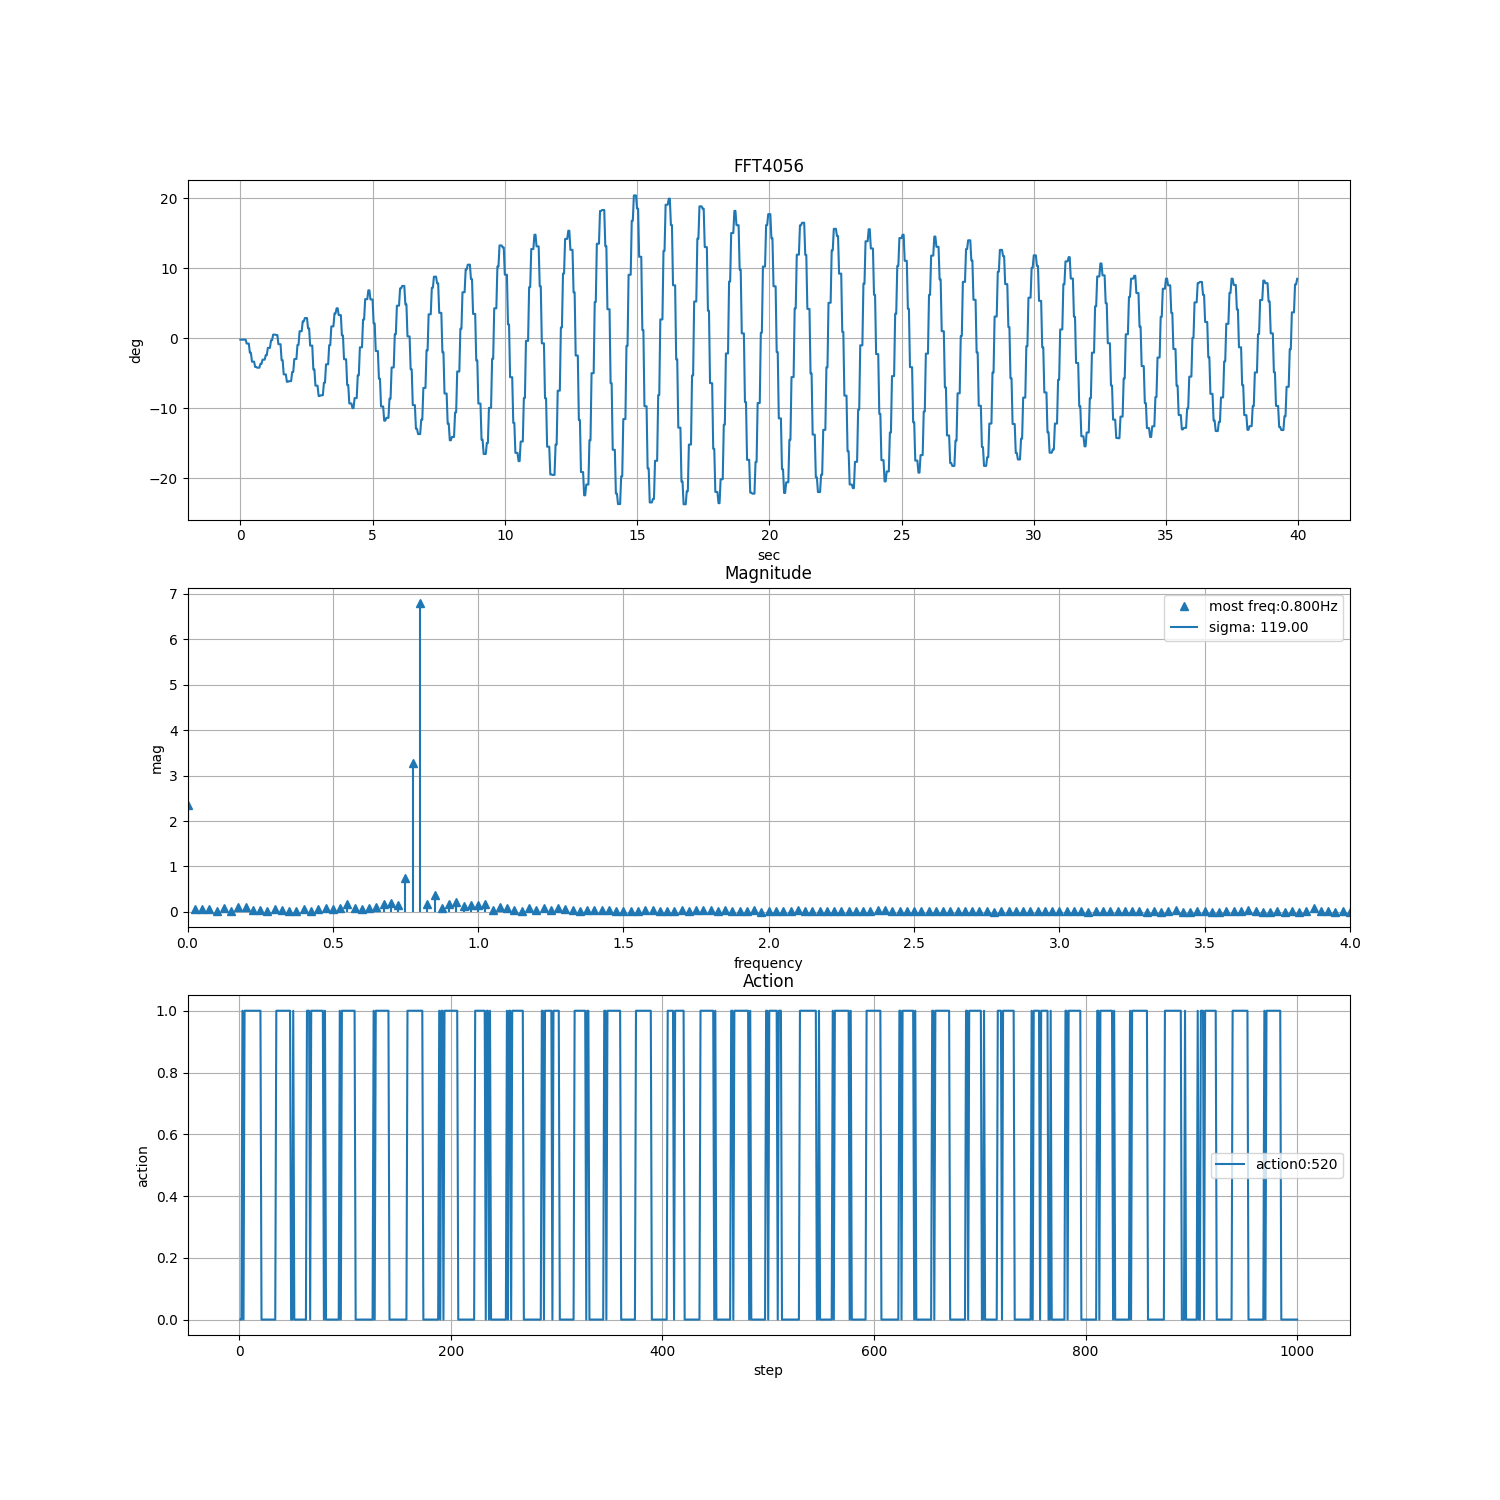 FFT4056
20
10
0
−10
−20
deg
0 5 10 15 20 25 30 35 40
sec
Magnitude
7
6
5
4
3
2
1
0
mag
most freq:0.800Hz
sigma: 119.00
0.0 0.5 1.0 1.5 2.0 2.5 3.0 3.5 4.0
frequency
Action
1.0
0.8
0.6
0.4
0.2
0.0
action
action0:520
0 200 400 600 800 1000
step